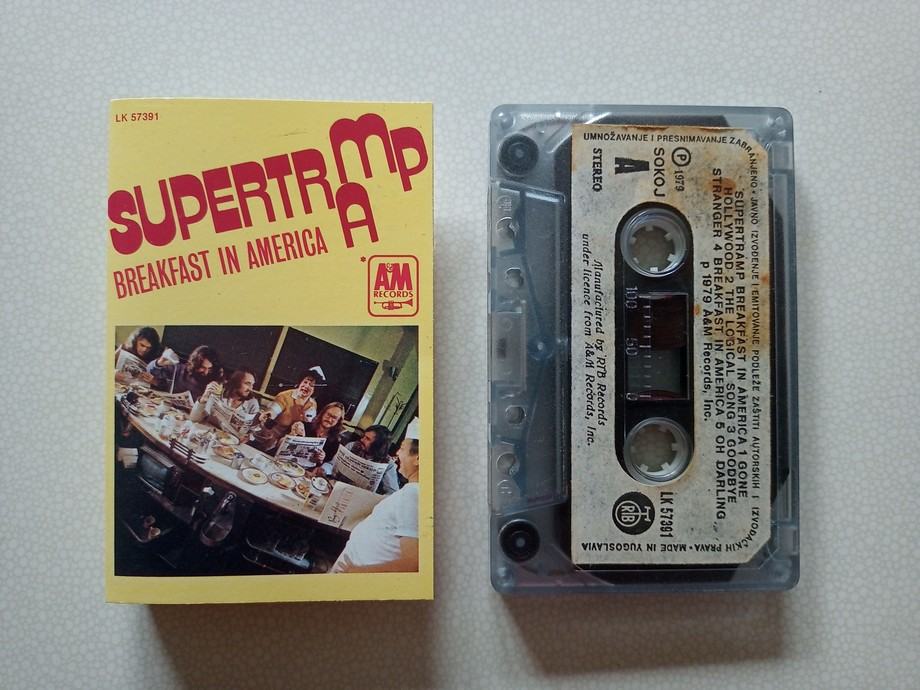 LK 57391
SUPERTRAMP
BREAKFAST IN AMERICA
*
A&M
RECORDS
UMNOŽAVANJE I PRESNIMAVANJE ZABRANJENO • JAVNO IZVOĐENJE I EMITOVANJE PODLEŽE ZAŠTITI AUTORSKIH I IZVOĐAČKIH PRAVA • MADE IN YUGOSLAVIA
SUPERTRAMP BREAKFAST IN AMERICA 1 GONE
HOLLYWOOD 2 THE LOGICAL SONG 3 GOODBYE
STRANGER 4 BREAKFAST IN AMERICA 5 OH DARLING
P 1979 A&M Records, Inc.
Ⓟ 1979
SOKOJ
A
STEREO
100 50 0
LK 57391
RTB
Manufactured by RTB Records
under licence from A&M Records, Inc.